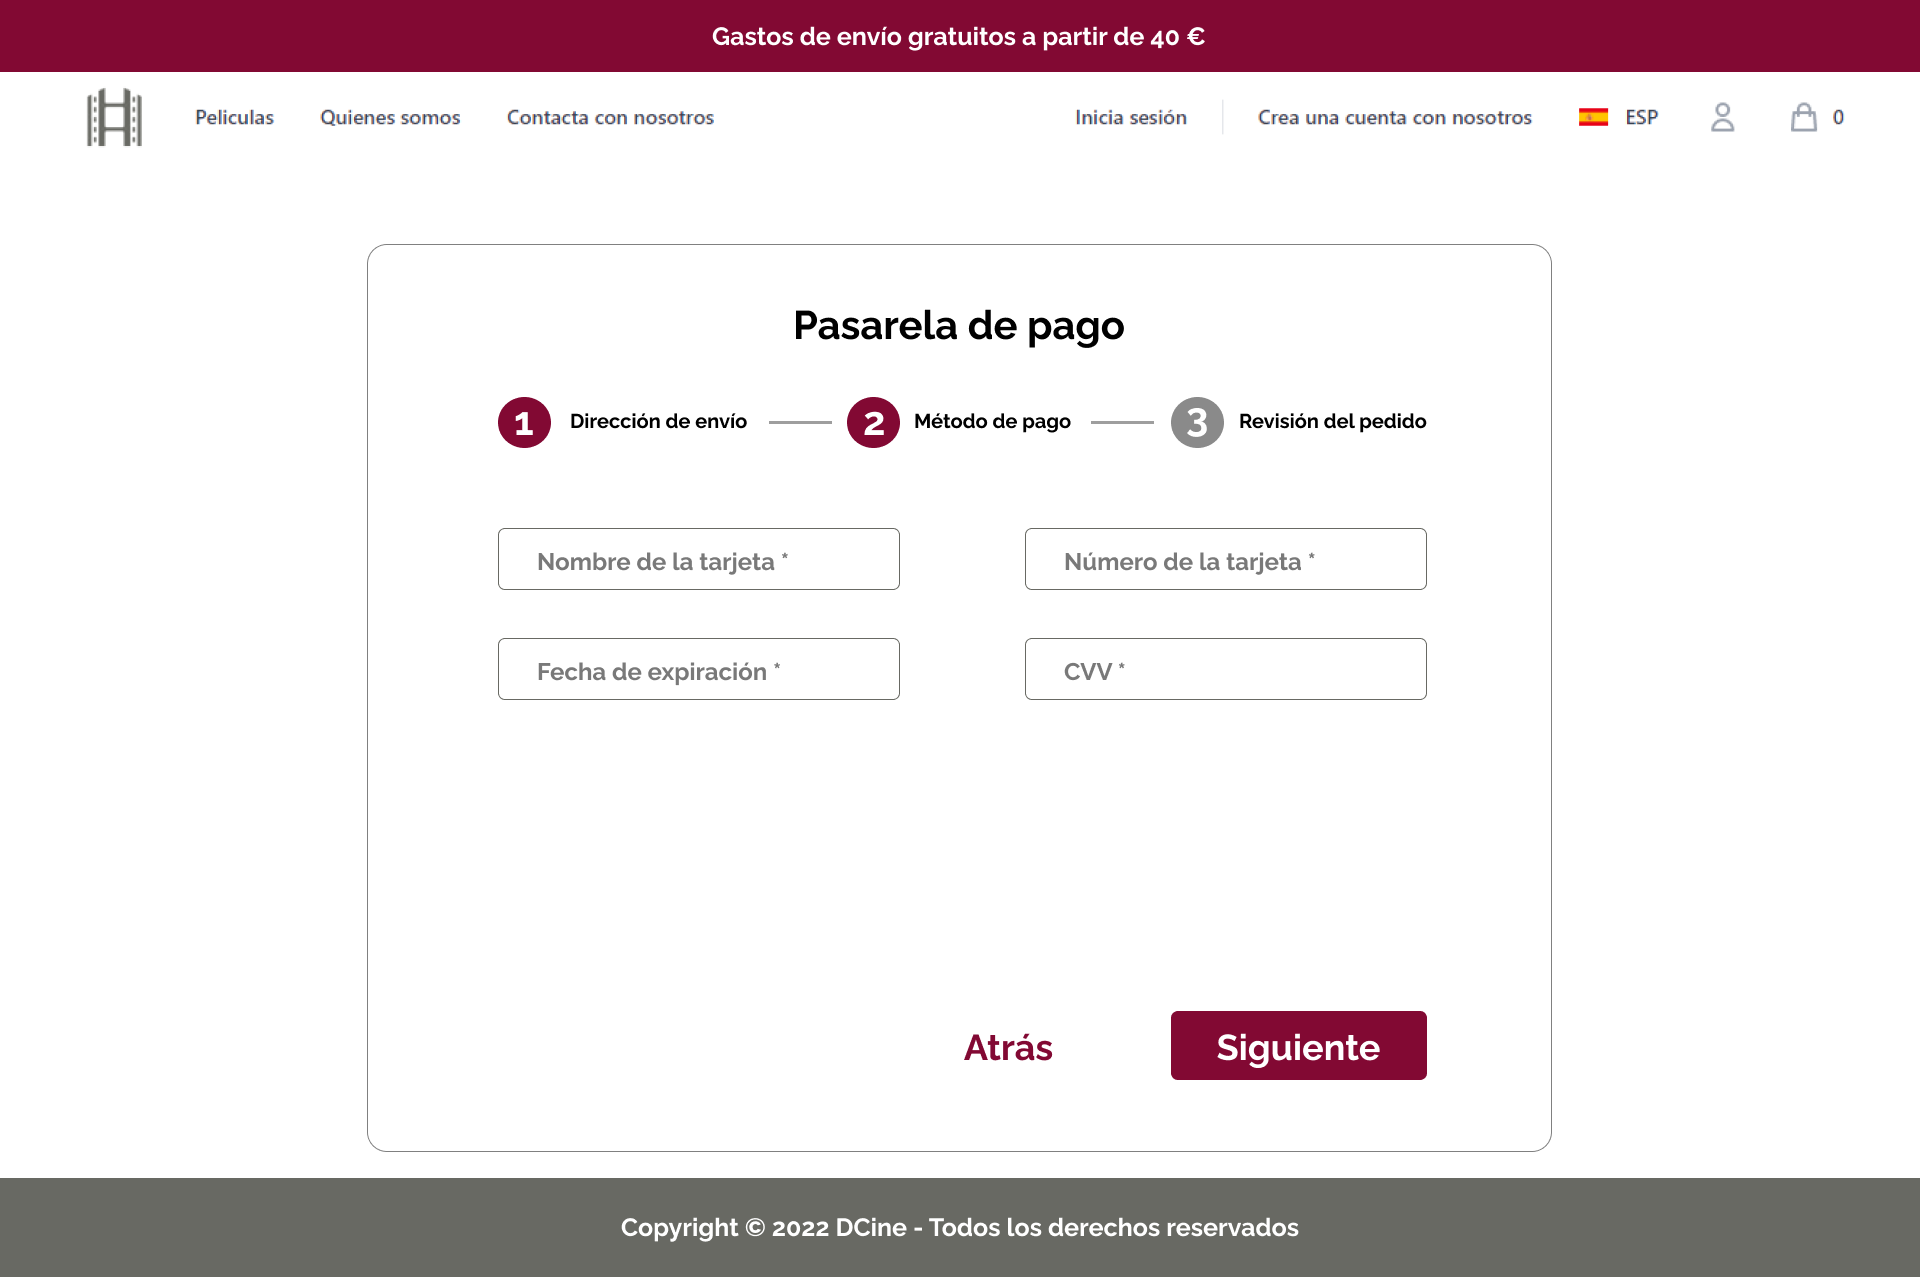 Gastos de envío gratuitos a partir de 40 €
Peliculas Quienes somos Contacta con nosotros Inicia sesión Crea una cuenta con nosotros ESP 0
Pasarela de pago
1 Dirección de envío 2 Método de pago 3 Revisión del pedido
Nombre de la tarjeta * Número de la tarjeta *
Fecha de expiración * CVV *
Atrás Siguiente
Copyright © 2022 DCine - Todos los derechos reservados